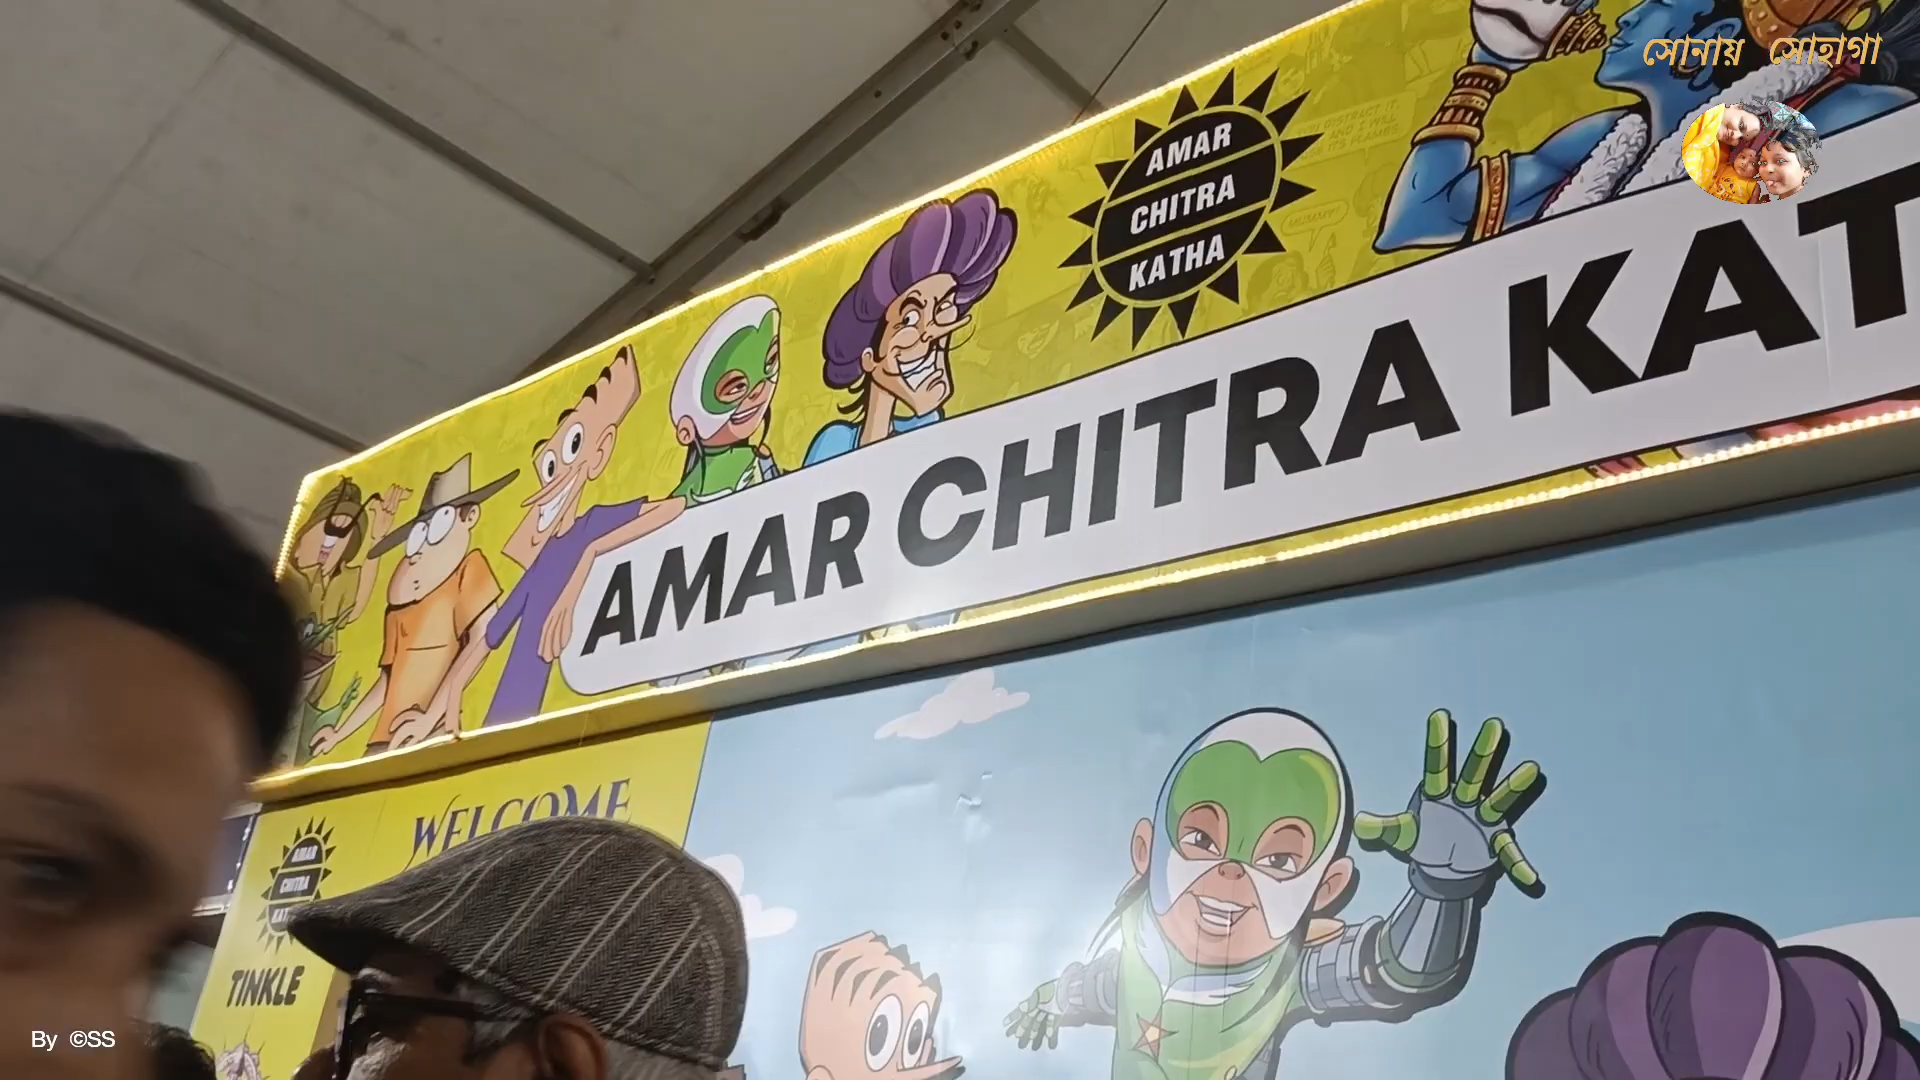 সোনায় সোহাগা
AMAR
CHITRA
KATHA
AMAR CHITRA KAT
WELCOME
AMAR
CHITRA
TINKLE
By ©SS